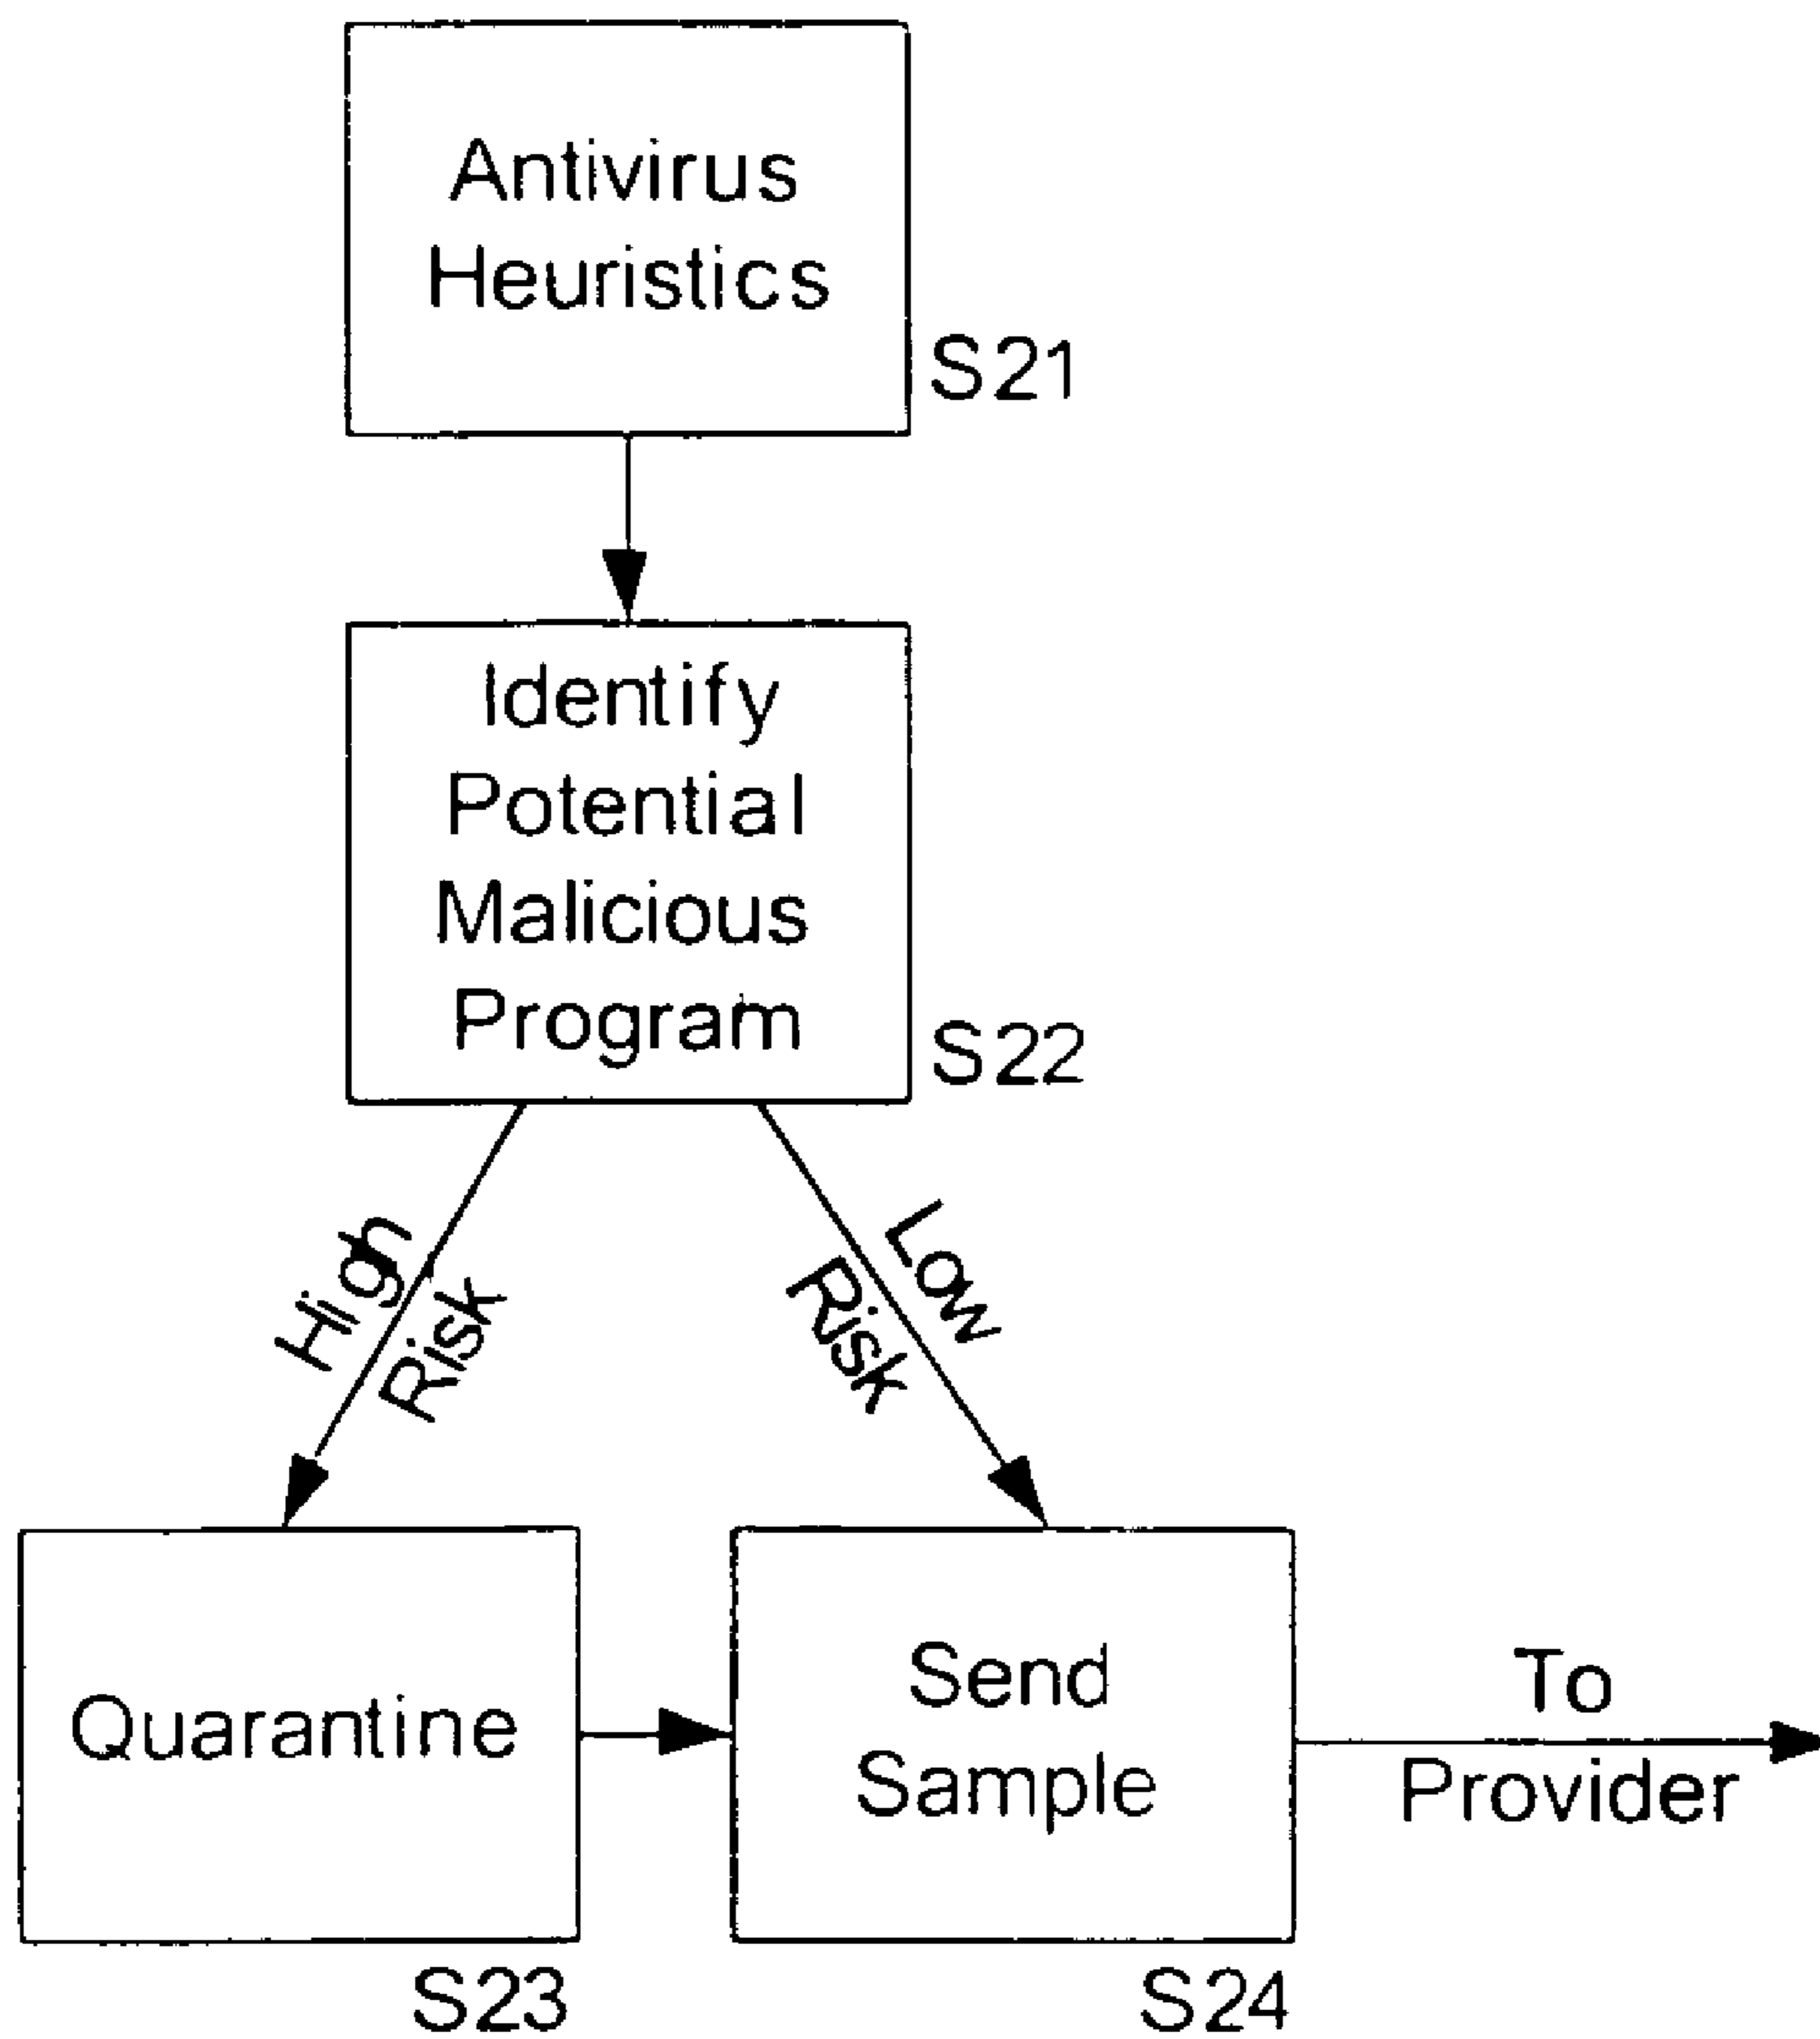 Antivirus
Heuristics
S21
Identify
Potential
Malicious
Program
S22
High
Risk
Low
Risk
Quarantine
S23
Send
Sample
S24
To
Provider